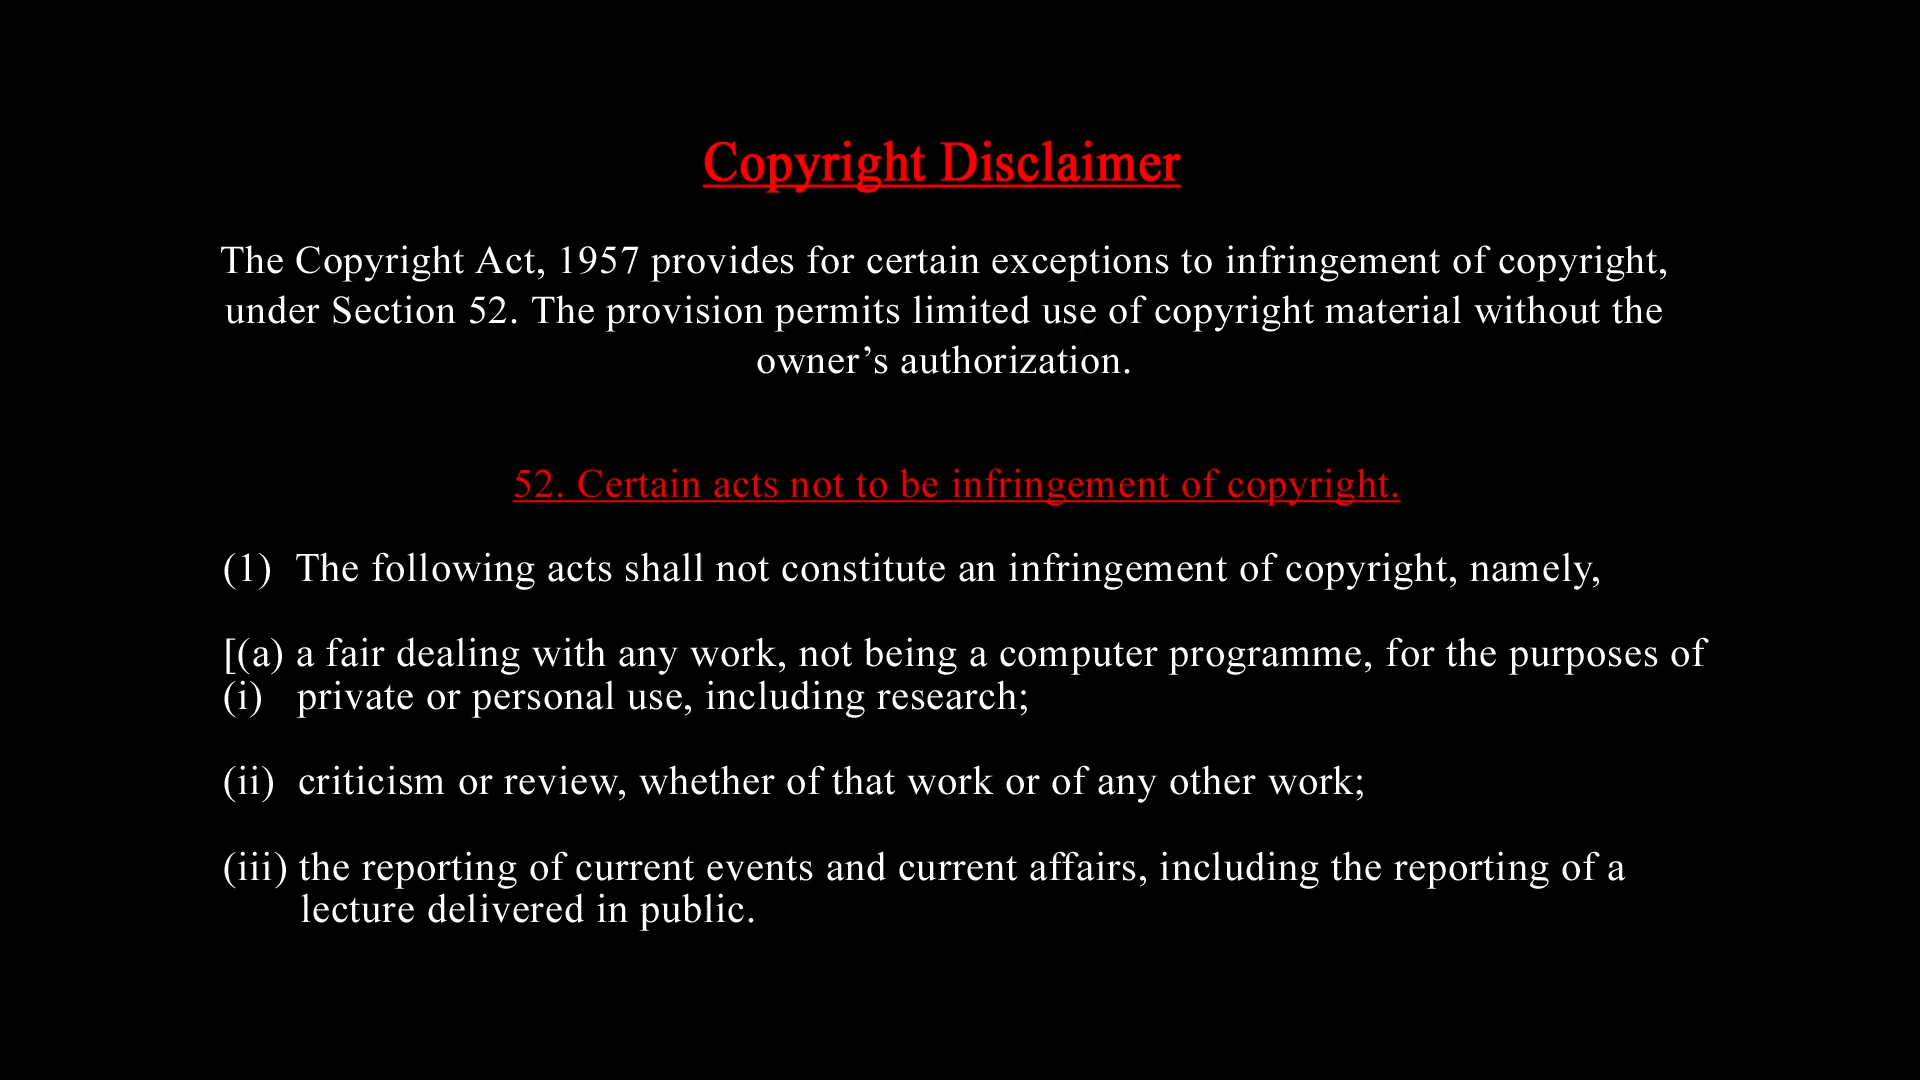 Copyright Disclaimer
The Copyright Act, 1957 provides for certain exceptions to infringement of copyright,
under Section 52. The provision permits limited use of copyright material without the
owner’s authorization.
52. Certain acts not to be infringement of copyright.
(1) The following acts shall not constitute an infringement of copyright, namely,
[(a) a fair dealing with any work, not being a computer programme, for the purposes of
(i) private or personal use, including research;
(ii) criticism or review, whether of that work or of any other work;
(iii) the reporting of current events and current affairs, including the reporting of a
lecture delivered in public.